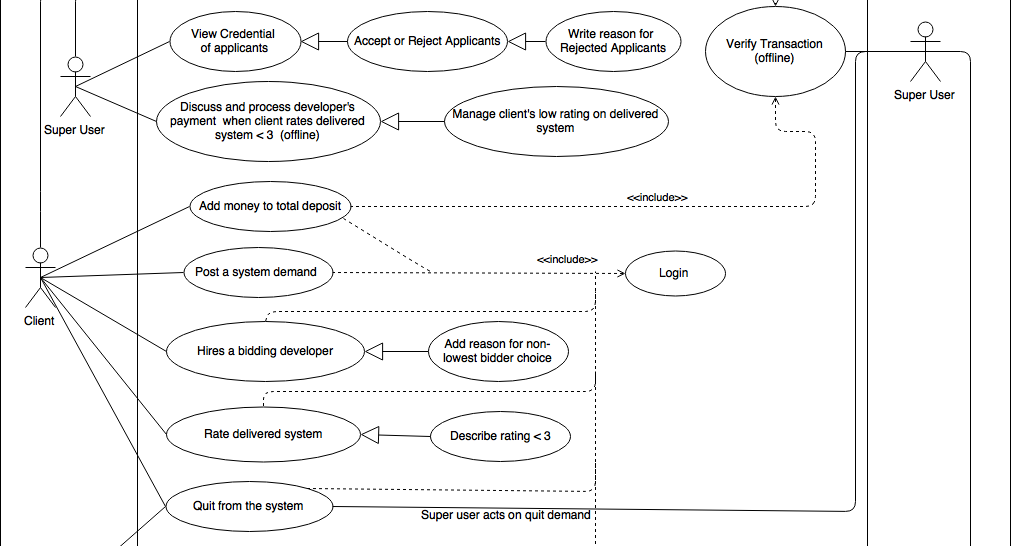 View Credential
of applicants
Accept or Reject Applicants
Write reason for
Rejected Applicants
Verify Transaction
(offline)
Super User
Super User
Discuss and process developer's
payment when client rates delivered
system < 3 (offline)
Manage client's low rating on delivered
system
Add money to total deposit
<<include>>
Post a system demand
<<include>>
Login
Client
Hires a bidding developer
Add reason for non-
lowest bidder choice
Rate delivered system
Describe rating < 3
Quit from the system
Super user acts on quit demand